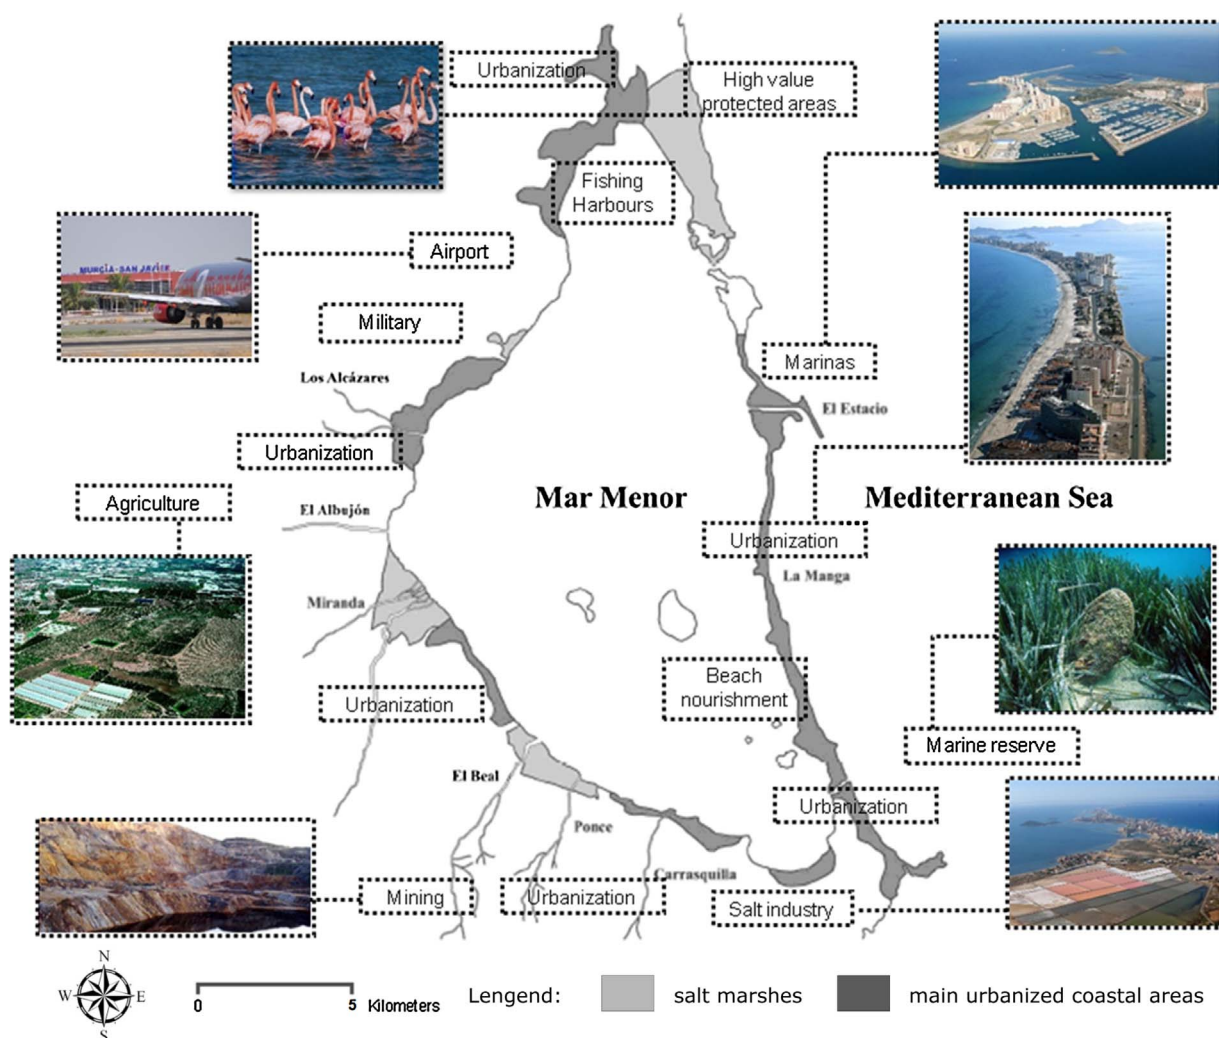 Urbanization
High value
protected areas
Fishing
Harbours
Airport
MURCIA-SAN JAVIER
Military
Marinas
Los Alcázares
El Estacio
Urbanization
Agriculture
Mar Menor
Mediterranean Sea
El Albujón
Urbanization
La Manga
Miranda
Beach
nourishment
Urbanization
Marine reserve
El Beal
Urbanization
Ponce
Carrasquilla
Mining
Urbanization
Salt industry
N
W
E
S
0
5
Kilometers
Lengend:
salt marshes
main urbanized coastal areas